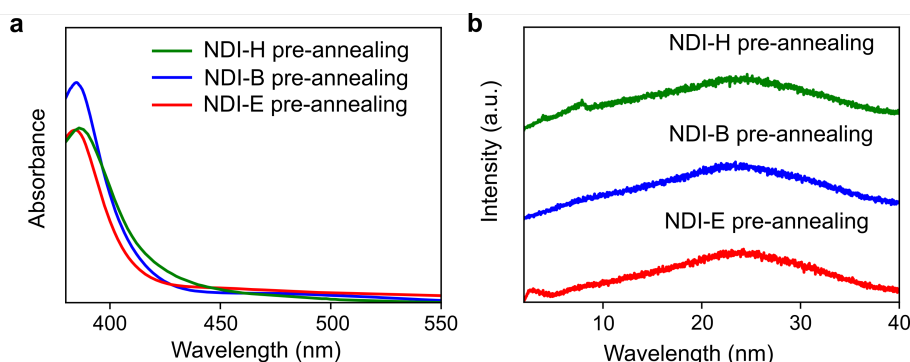 a
NDI-H pre-annealing
NDI-B pre-annealing
NDI-E pre-annealing
Absorbance
400
450
500
550
Wavelength (nm)
b
NDI-H pre-annealing
NDI-B pre-annealing
NDI-E pre-annealing
Intensity (a.u.)
10
20
30
40
Wavelength (nm)